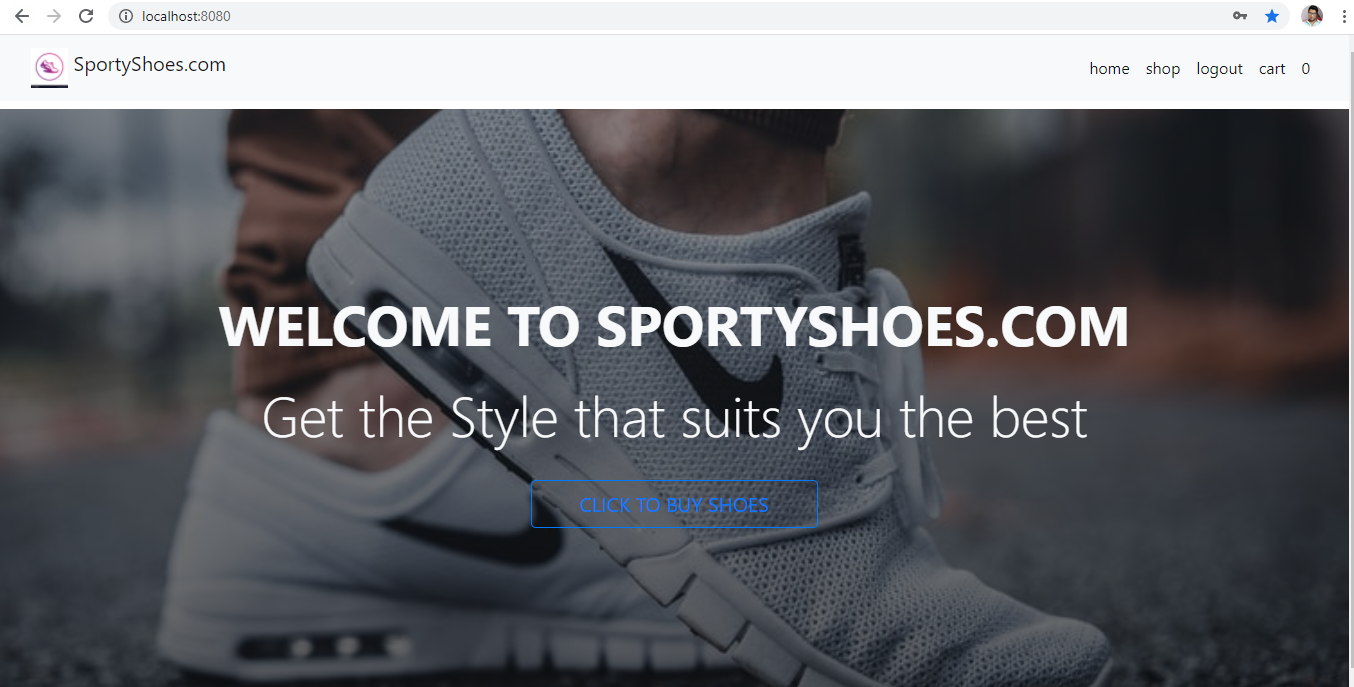 localhost:8080
SportyShoes.com
home shop logout cart 0
WELCOME TO SPORTYSHOES.COM
Get the Style that suits you the best
CLICK TO BUY SHOES